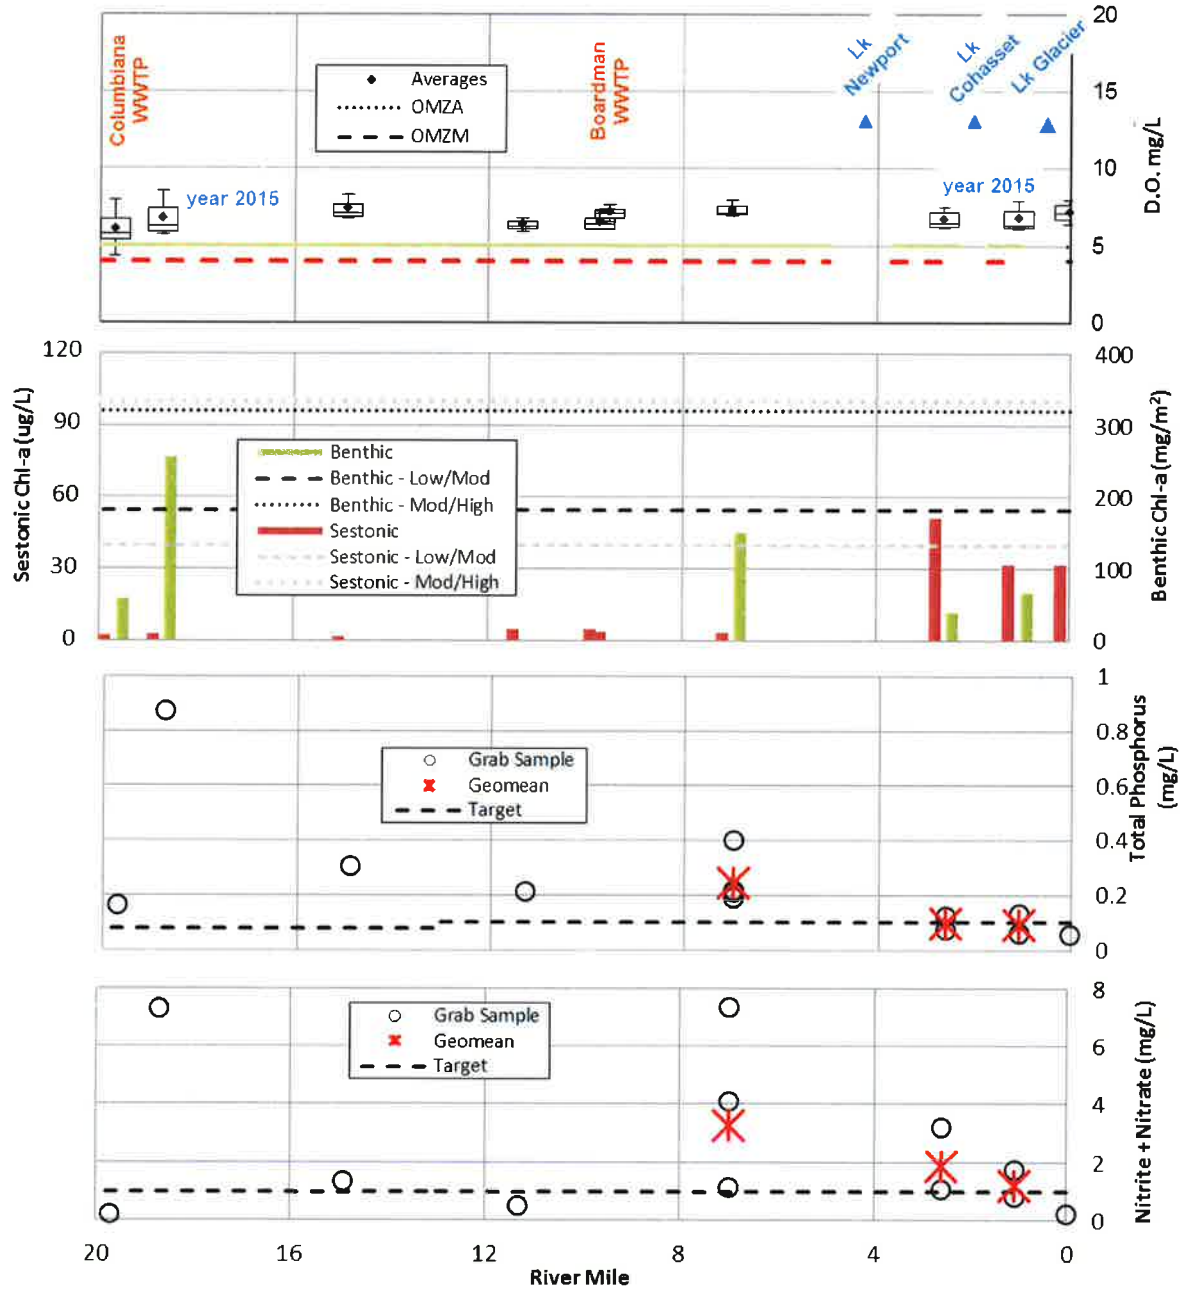 20
Columbiana
WWTP
Boardman
WWTP
Lk
Newport
Lk
Cohasset
Lk Glacier
Averages
OMZA
OMZM
15
D.O. mg/L
10
year 2015
year 2015
5
0
120
400
Sestonic Chl-a (ug/L)
Benthic Chl-a (mg/m²)
90
300
Benthic
Benthic - Low/Mod
Benthic - Mod/High
Sestonic
Sestonic - Low/Mod
Sestonic - Mod/High
60
200
30
100
0
0
1
0.8
Grab Sample
Geomean
Target
Total Phosphorus
(mg/L)
0.6
0.4
0.2
0
8
Grab Sample
Geomean
Target
Nitrite + Nitrate (mg/L)
6
4
2
0
20
16
12
8
4
0
River Mile